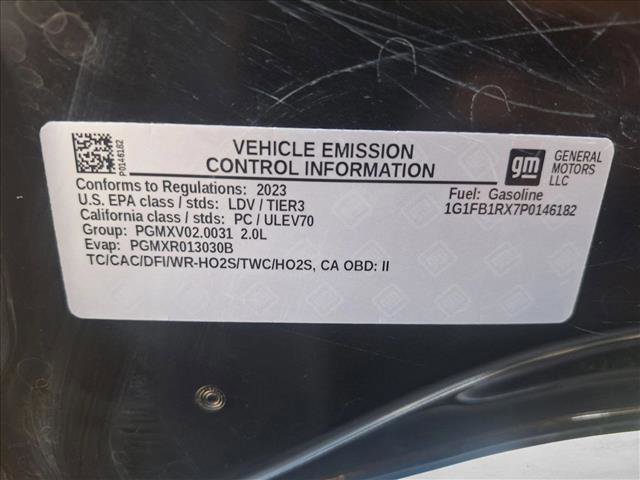 P0146182
VEHICLE EMISSION
CONTROL INFORMATION
gm
GENERAL
MOTORS
LLC
Conforms to Regulations: 2023
U.S. EPA class / stds: LDV / TIER3
California class / stds: PC / ULEV70
Group: PGMXV02.0031 2.0L
Evap: PGMXR013030B
TC/CAC/DFI/WR-HO2S/TWC/HO2S, CA OBD: II
Fuel: Gasoline
1G1FB1RX7P0146182